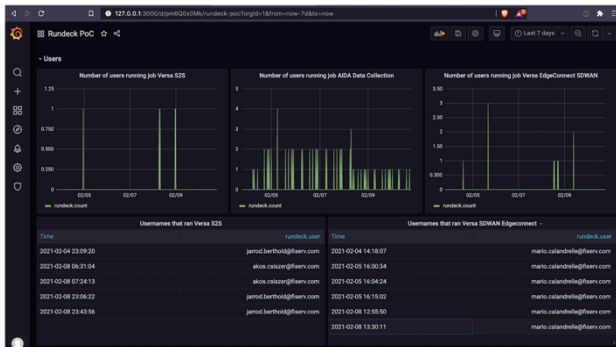 127.0.0.1:3000/d/pm6Q0x0Mk/rundeck-poc?orgId=1&from=now-7d&to=now
Rundeck PoC
Last 7 days
Users
Number of users running job Versa S2S
1.25
1
0.750
0.500
0.250
0
02/05 02/07 02/09
rundeck.count
Number of users running job AIDA Data Collection
5
4
3
2
1
0
02/05 02/07 02/09
rundeck.count
Number of users running job Versa EdgeConnect SDWAN
3.50
3
2.50
2
1.50
1
0.500
0
02/05 02/07 02/09
rundeck.count
Usernames that ran Versa S2S
Time rundeck.user
2021-02-04 23:09:20 jarrod.berthold@fiserv.com
2021-02-08 06:31:04 akos.csiszer@fiserv.com
2021-02-08 07:24:13 akos.csiszer@fiserv.com
2021-02-08 23:06:22 jarrod.berthold@fiserv.com
2021-02-08 23:43:56 jarrod.berthold@fiserv.com
Usernames that ran Versa SDWAN Edgeconnect
Time rundeck.user
2021-02-04 14:18:07 mario.calandrelle@fiserv.com
2021-02-05 16:00:34 mario.calandrelle@fiserv.com
2021-02-05 16:04:24 mario.calandrelle@fiserv.com
2021-02-05 16:15:02 mario.calandrelle@fiserv.com
2021-02-08 12:55:50 mario.calandrelle@fiserv.com
2021-02-08 13:30:11 mario.calandrelle@fiserv.com